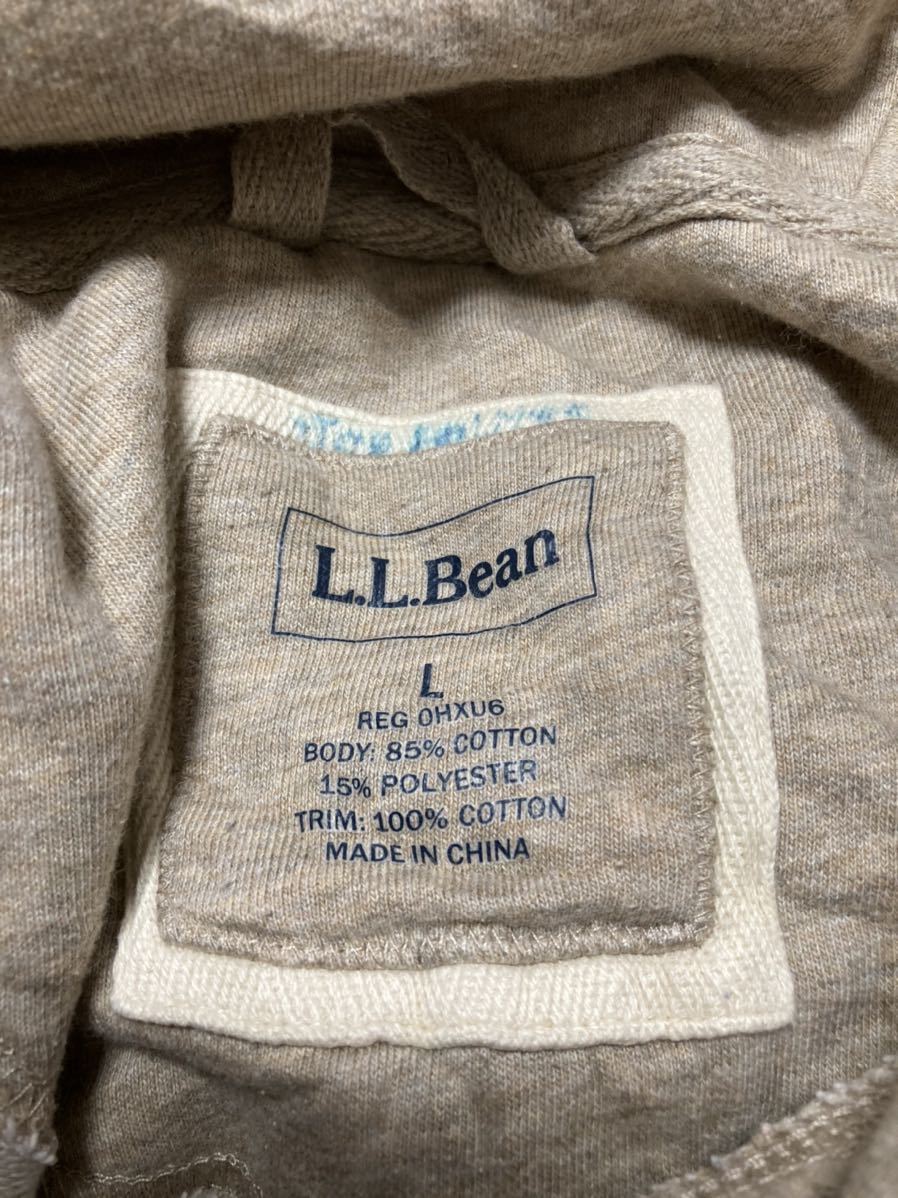 L.L.Bean
L
REG 0HXU6
BODY: 85% COTTON
15% POLYESTER
TRIM: 100% COTTON
MADE IN CHINA